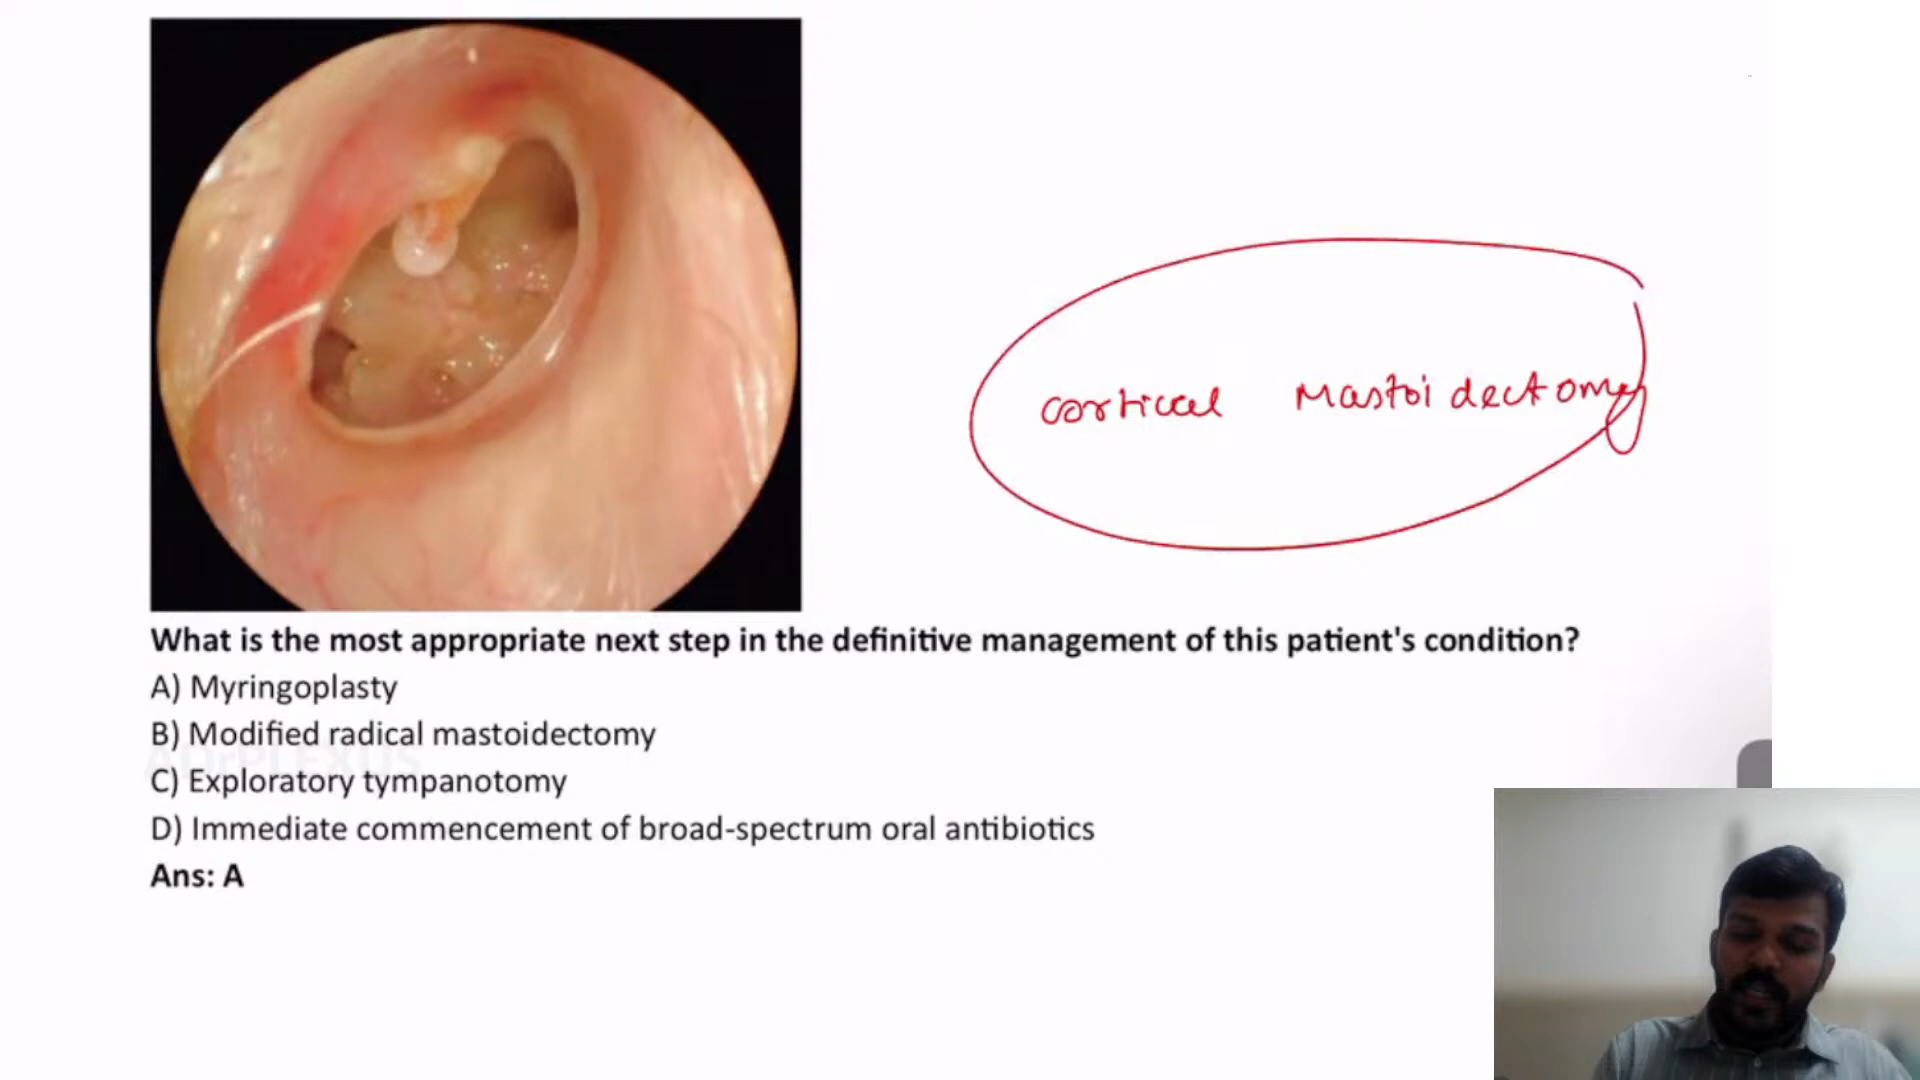 cortical Mastoidectomy
What is the most appropriate next step in the definitive management of this patient's condition?
A) Myringoplasty
B) Modified radical mastoidectomy
C) Exploratory tympanotomy
D) Immediate commencement of broad-spectrum oral antibiotics
Ans: A